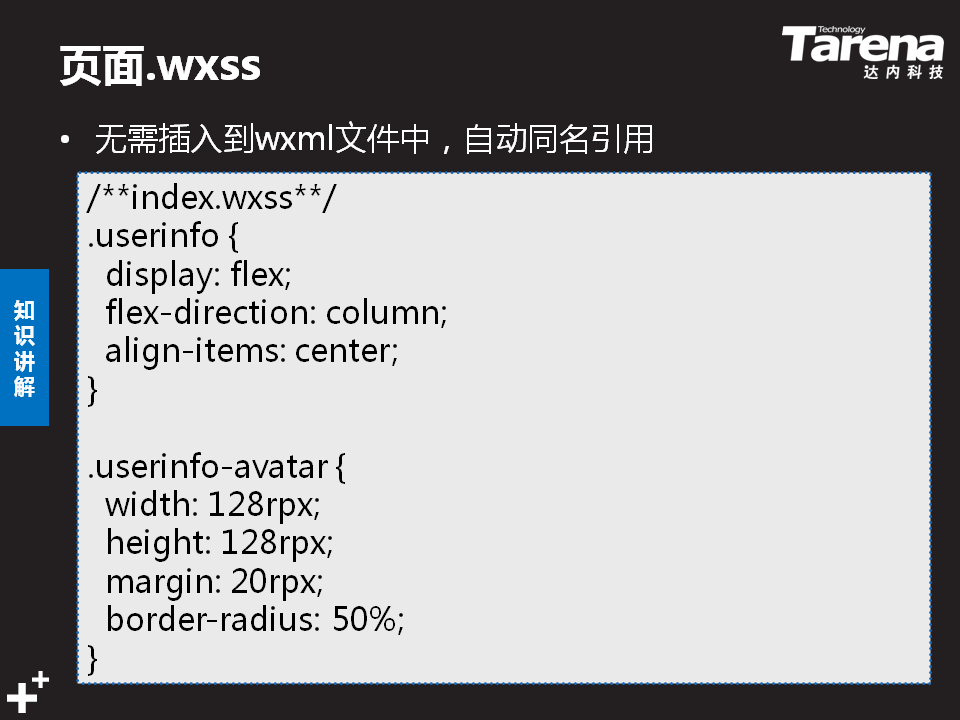 页面.wxss
Technology
Tarena
达内科技
• 无需插入到wxml文件中，自动同名引用
/**index.wxss**/
.userinfo {
  display: flex;
  flex-direction: column;
  align-items: center;
}
.userinfo-avatar {
  width: 128rpx;
  height: 128rpx;
  margin: 20rpx;
  border-radius: 50%;
}
知
识
讲
解